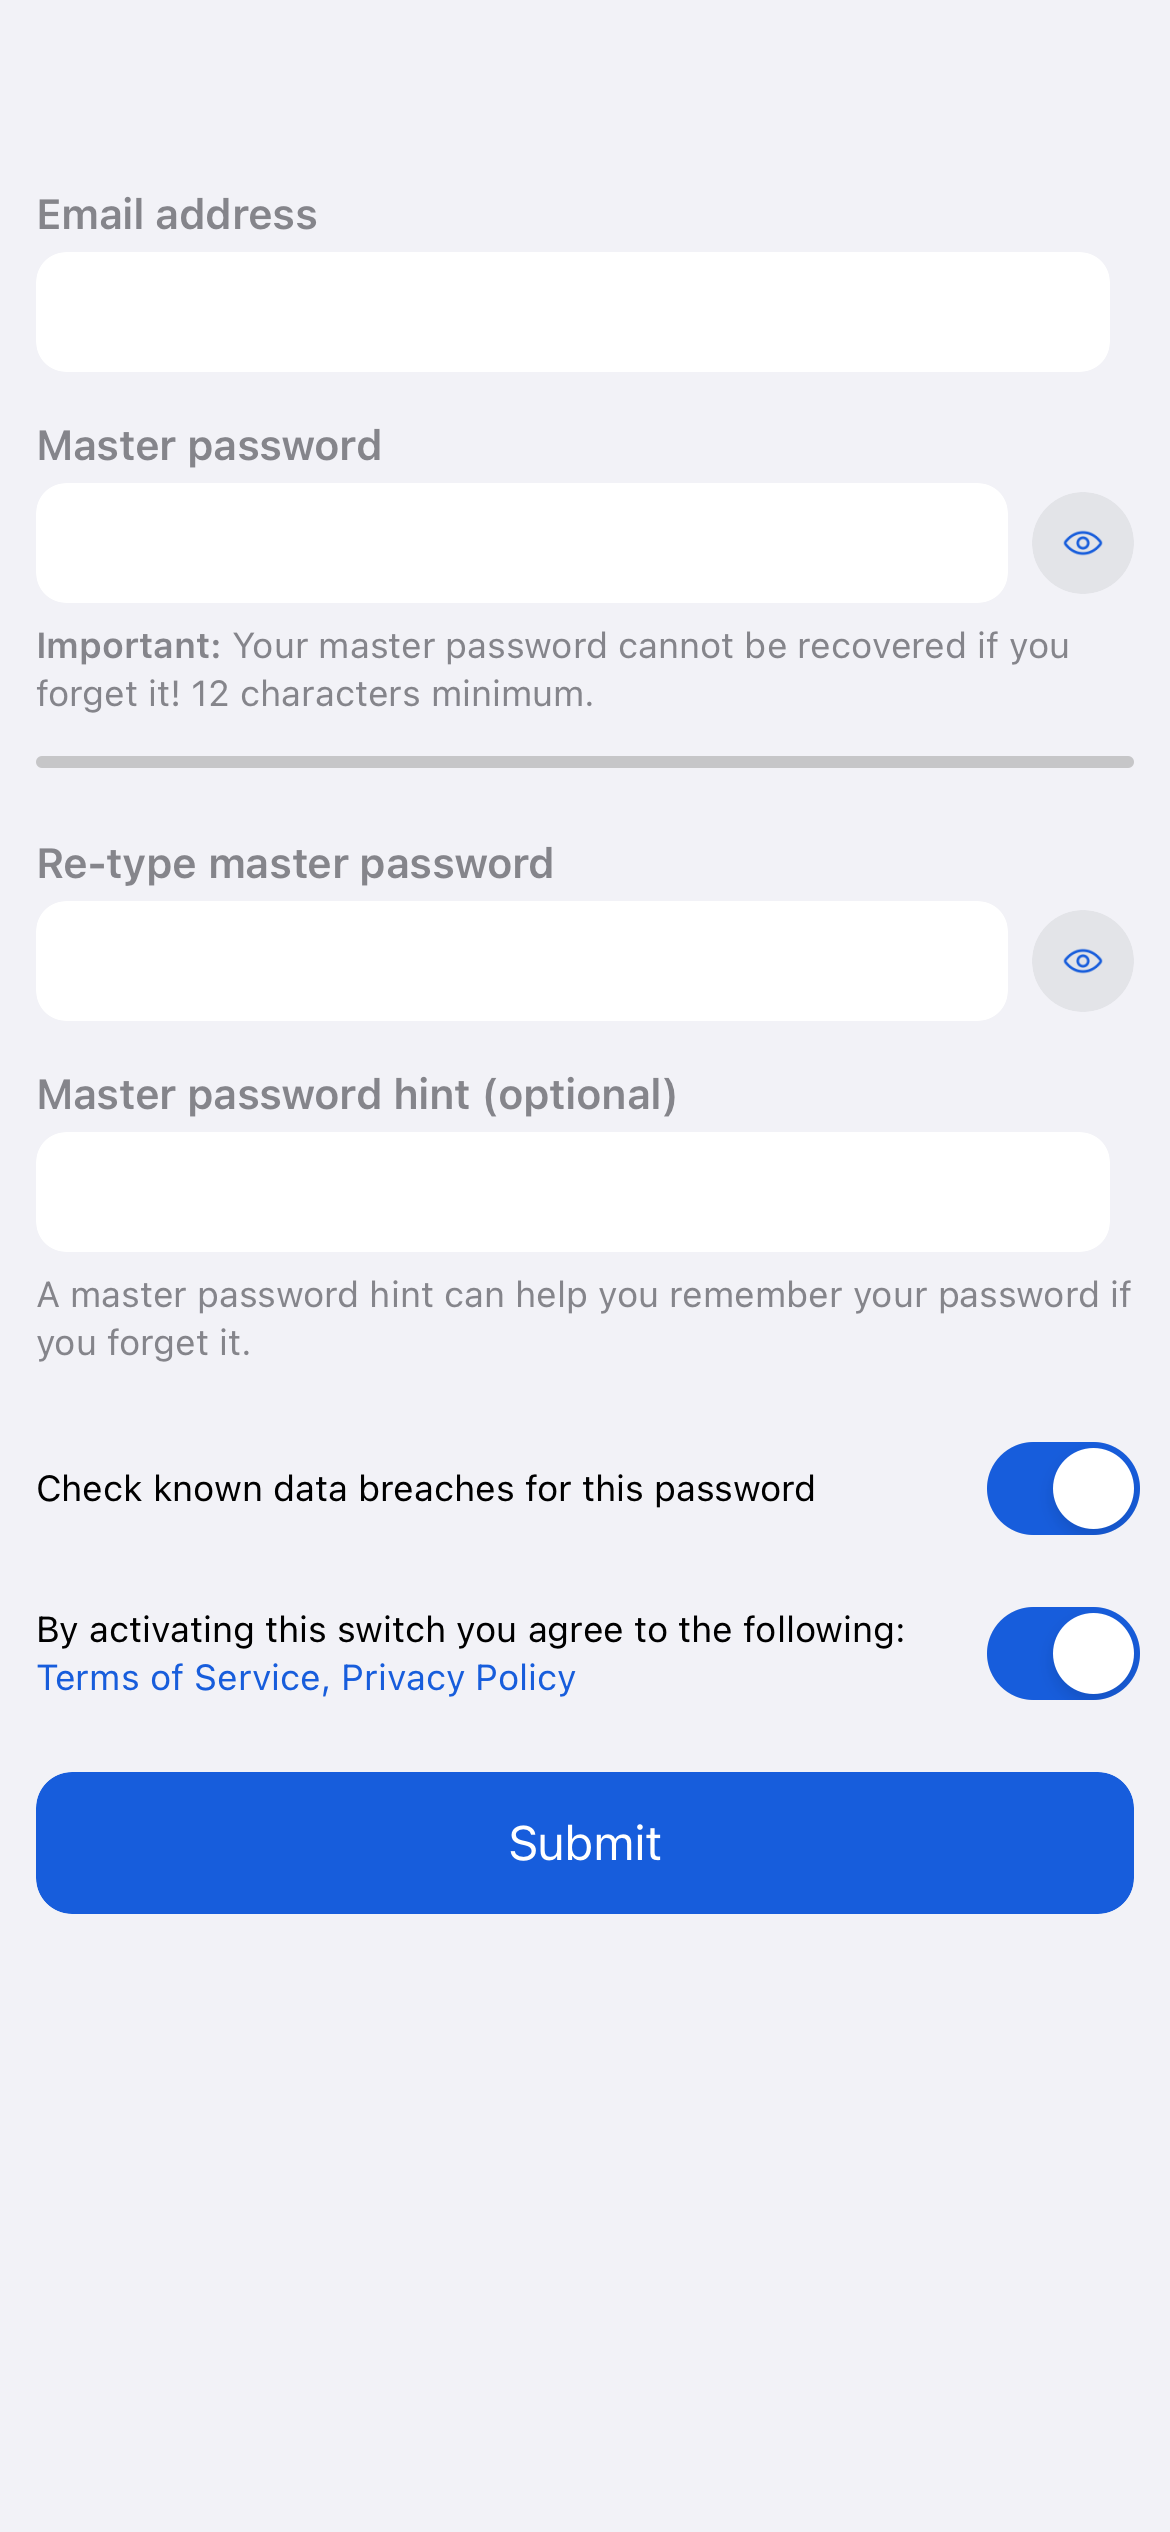 Email address
Master password
Important: Your master password cannot be recovered if you
forget it! 12 characters minimum.
Re-type master password
Master password hint (optional)
A master password hint can help you remember your password if
you forget it.
Check known data breaches for this password
By activating this switch you agree to the following:
Terms of Service, Privacy Policy
Submit